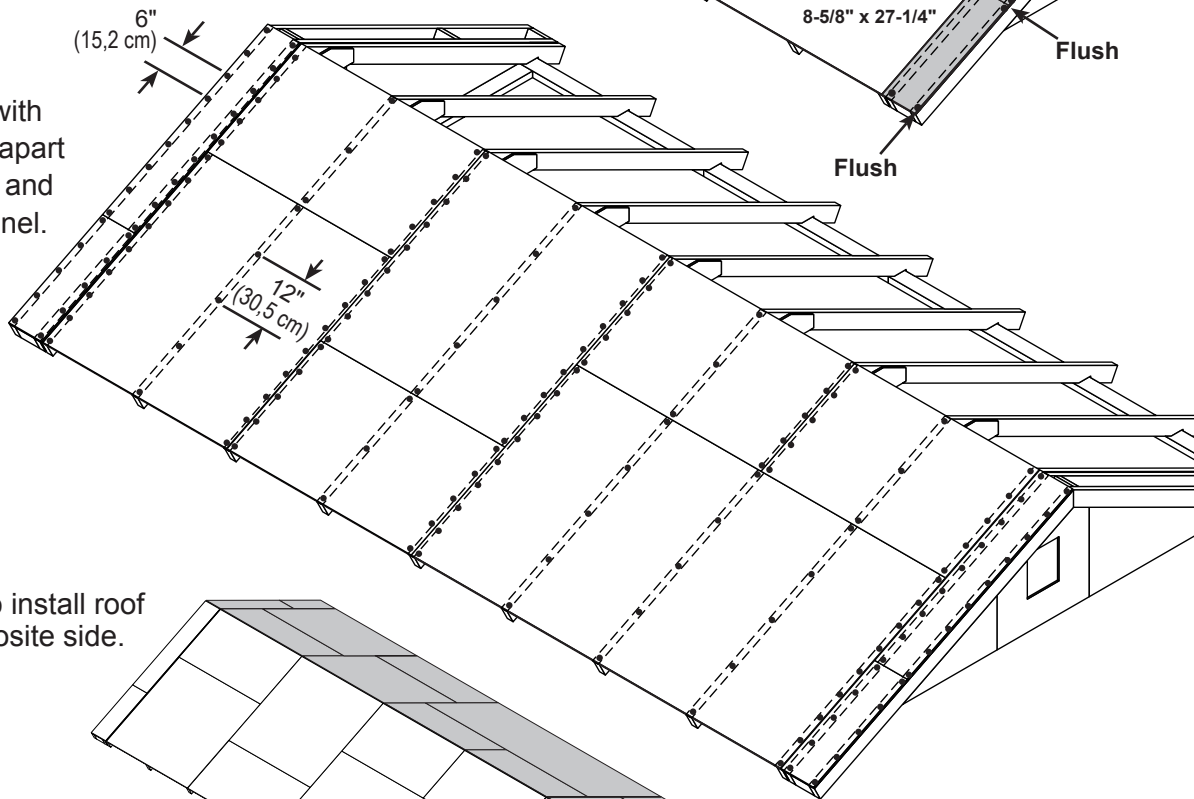 6"
(15,2 cm)
with
apart
and
nel.
12"
(30,5 cm)
8-5/8" x 27-1/4"
Flush
Flush
install roof
osite side.